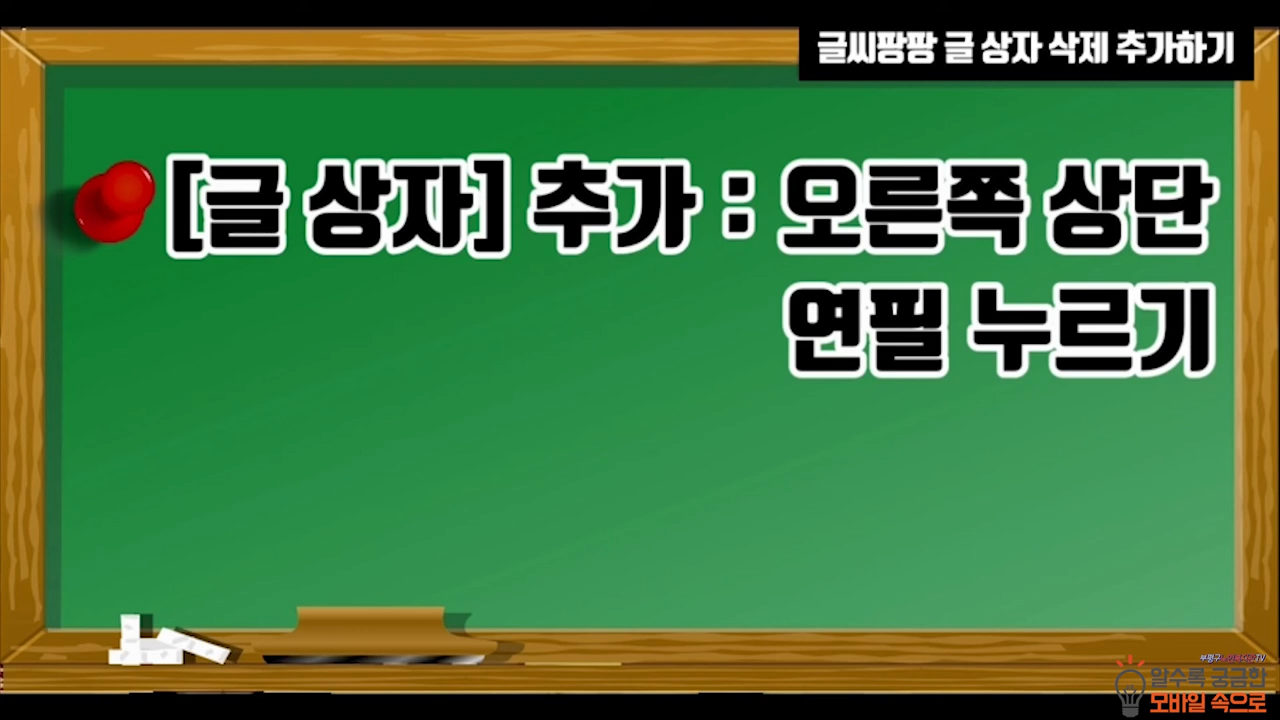 글씨팡팡 글 상자 삭제 추가하기
[글 상자] 추가 : 오른쪽 상단
연필 누르기
알수록 궁금한
모바일 속으로